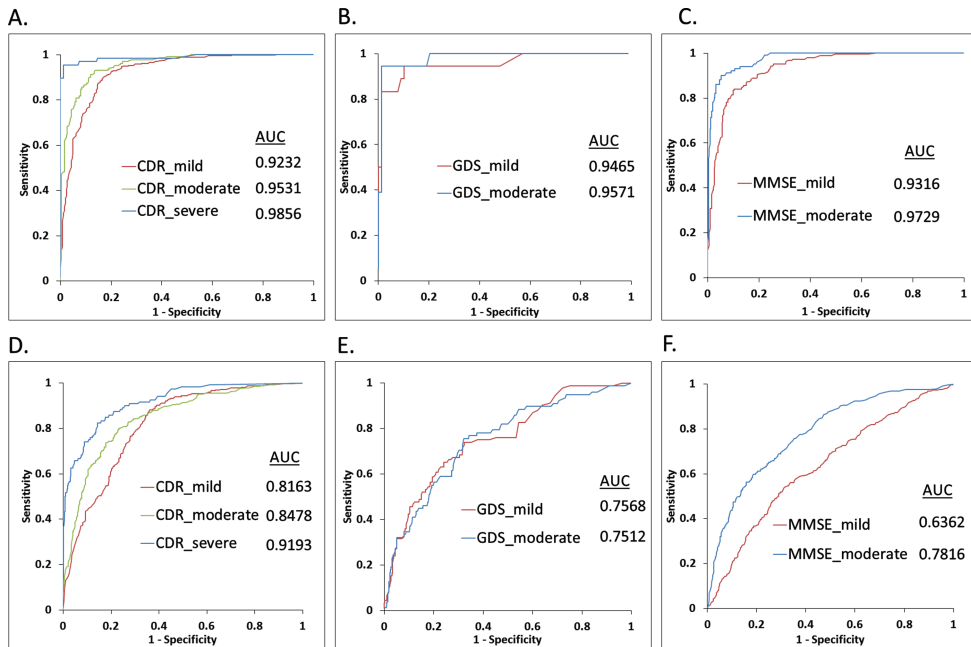 A.
B.
C.
1
0.8
0.6
0.4
0.2
0
Sensitivity
AUC
CDR_mild 0.9232
CDR_moderate 0.9531
CDR_severe 0.9856
0 0.2 0.4 0.6 0.8 1
1 - Specificity
1
0.8
0.6
0.4
0.2
0
Sensitivity
AUC
GDS_mild 0.9465
GDS_moderate 0.9571
0 0.2 0.4 0.6 0.8 1
1 - Specificity
1
0.8
0.6
0.4
0.2
0
Sensitivity
AUC
MMSE_mild 0.9316
MMSE_moderate 0.9729
0 0.2 0.4 0.6 0.8 1
1 - Specificity
D.
E.
F.
1
0.8
0.6
0.4
0.2
0
Sensitivity
AUC
CDR_mild 0.8163
CDR_moderate 0.8478
CDR_severe 0.9193
0 0.2 0.4 0.6 0.8 1
1 - Specificity
1
0.8
0.6
0.4
0.2
0
Sensitivity
AUC
GDS_mild 0.7568
GDS_moderate 0.7512
0 0.2 0.4 0.6 0.8 1
1 - Specificity
1
0.8
0.6
0.4
0.2
0
Sensitivity
AUC
MMSE_mild 0.6362
MMSE_moderate 0.7816
0 0.2 0.4 0.6 0.8 1
1 - Specificity